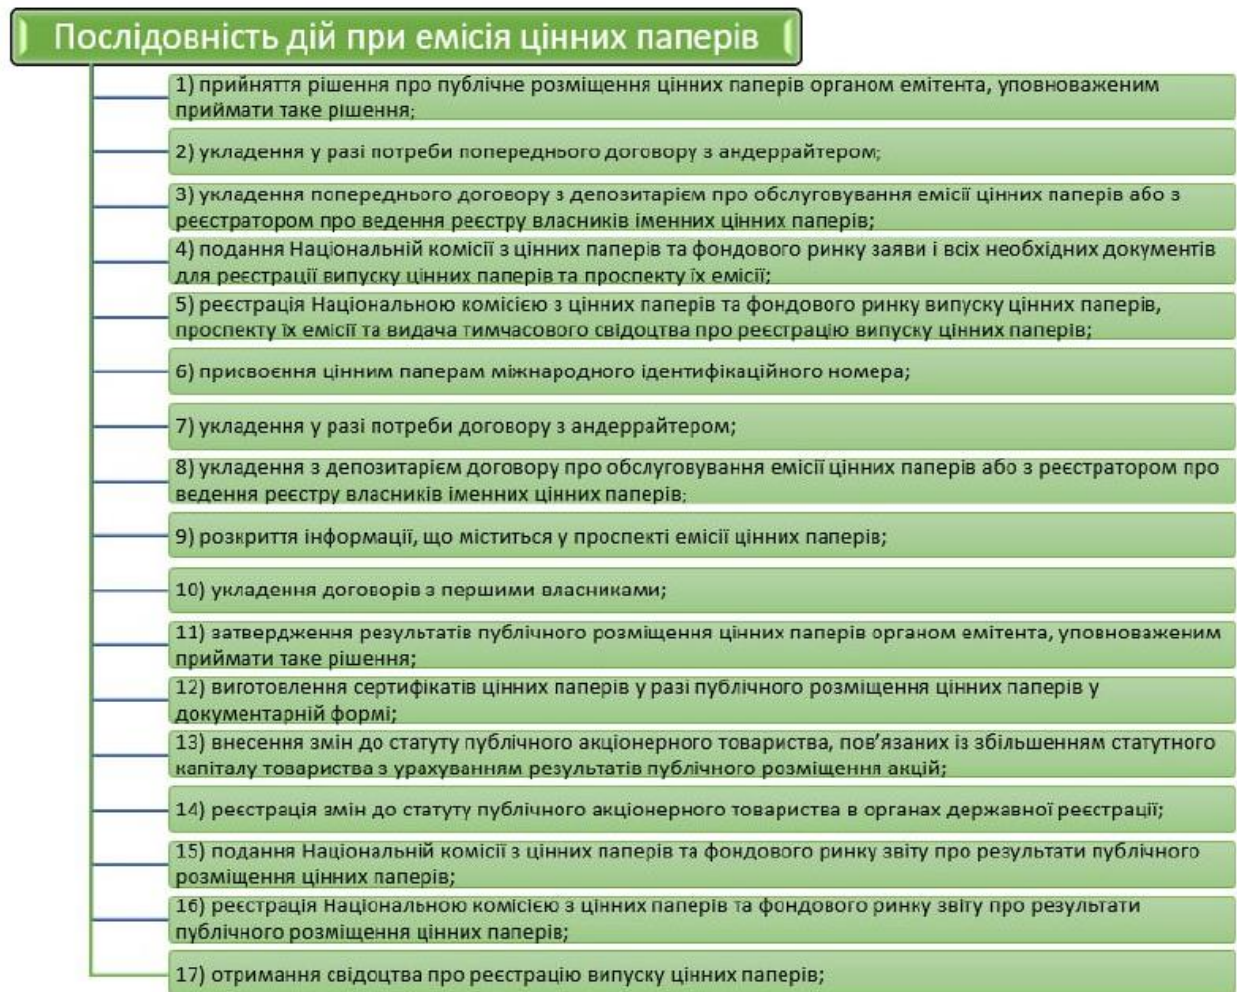 Послідовність дій при емісія цінних паперів
1) прийняття рішення про публічне розміщення цінних паперів органом емітента, уповноваженим
приймати таке рішення;
2) укладення у разі потреби попереднього договору з андеррайтером;
3) укладення попереднього договору з депозитарієм про обслуговування емісії цінних паперів або з
реєстратором про ведення реєстру власників іменних цінних паперів;
4) подання Національній комісії з цінних паперів та фондового ринку заяви і всіх необхідних документів
для реєстрації випуску цінних паперів та проспекту їх емісії;
5) реєстрація Національною комісією з цінних паперів та фондового ринку випуску цінних паперів,
проспекту їх емісії та видача тимчасового свідоцтва про реєстрацію випуску цінних паперів;
6) присвоєння цінним паперам міжнародного ідентифікаційного номера;
7) укладення у разі потреби договору з андеррайтером;
8) укладення з депозитарієм договору про обслуговування емісії цінних паперів або з реєстратором про
ведення реєстру власників іменних цінних паперів;
9) розкриття інформації, що міститься у проспекті емісії цінних паперів;
10) укладення договорів з першими власниками;
11) затвердження результатів публічного розміщення цінних паперів органом емітента, уповноваженим
приймати таке рішення;
12) виготовлення сертифікатів цінних паперів у разі публічного розміщення цінних паперів у
документарній формі;
13) внесення змін до статуту публічного акціонерного товариства, пов’язаних із збільшенням статутного
капіталу товариства з урахуванням результатів публічного розміщення акцій;
14) реєстрація змін до статуту публічного акціонерного товариства в органах державної реєстрації;
15) подання Національній комісії з цінних паперів та фондового ринку звіту про результати публічного
розміщення цінних паперів;
16) реєстрація Національною комісією з цінних паперів та фондового ринку звіту про результати
публічного розміщення цінних паперів;
17) отримання свідоцтва про реєстрацію випуску цінних паперів;